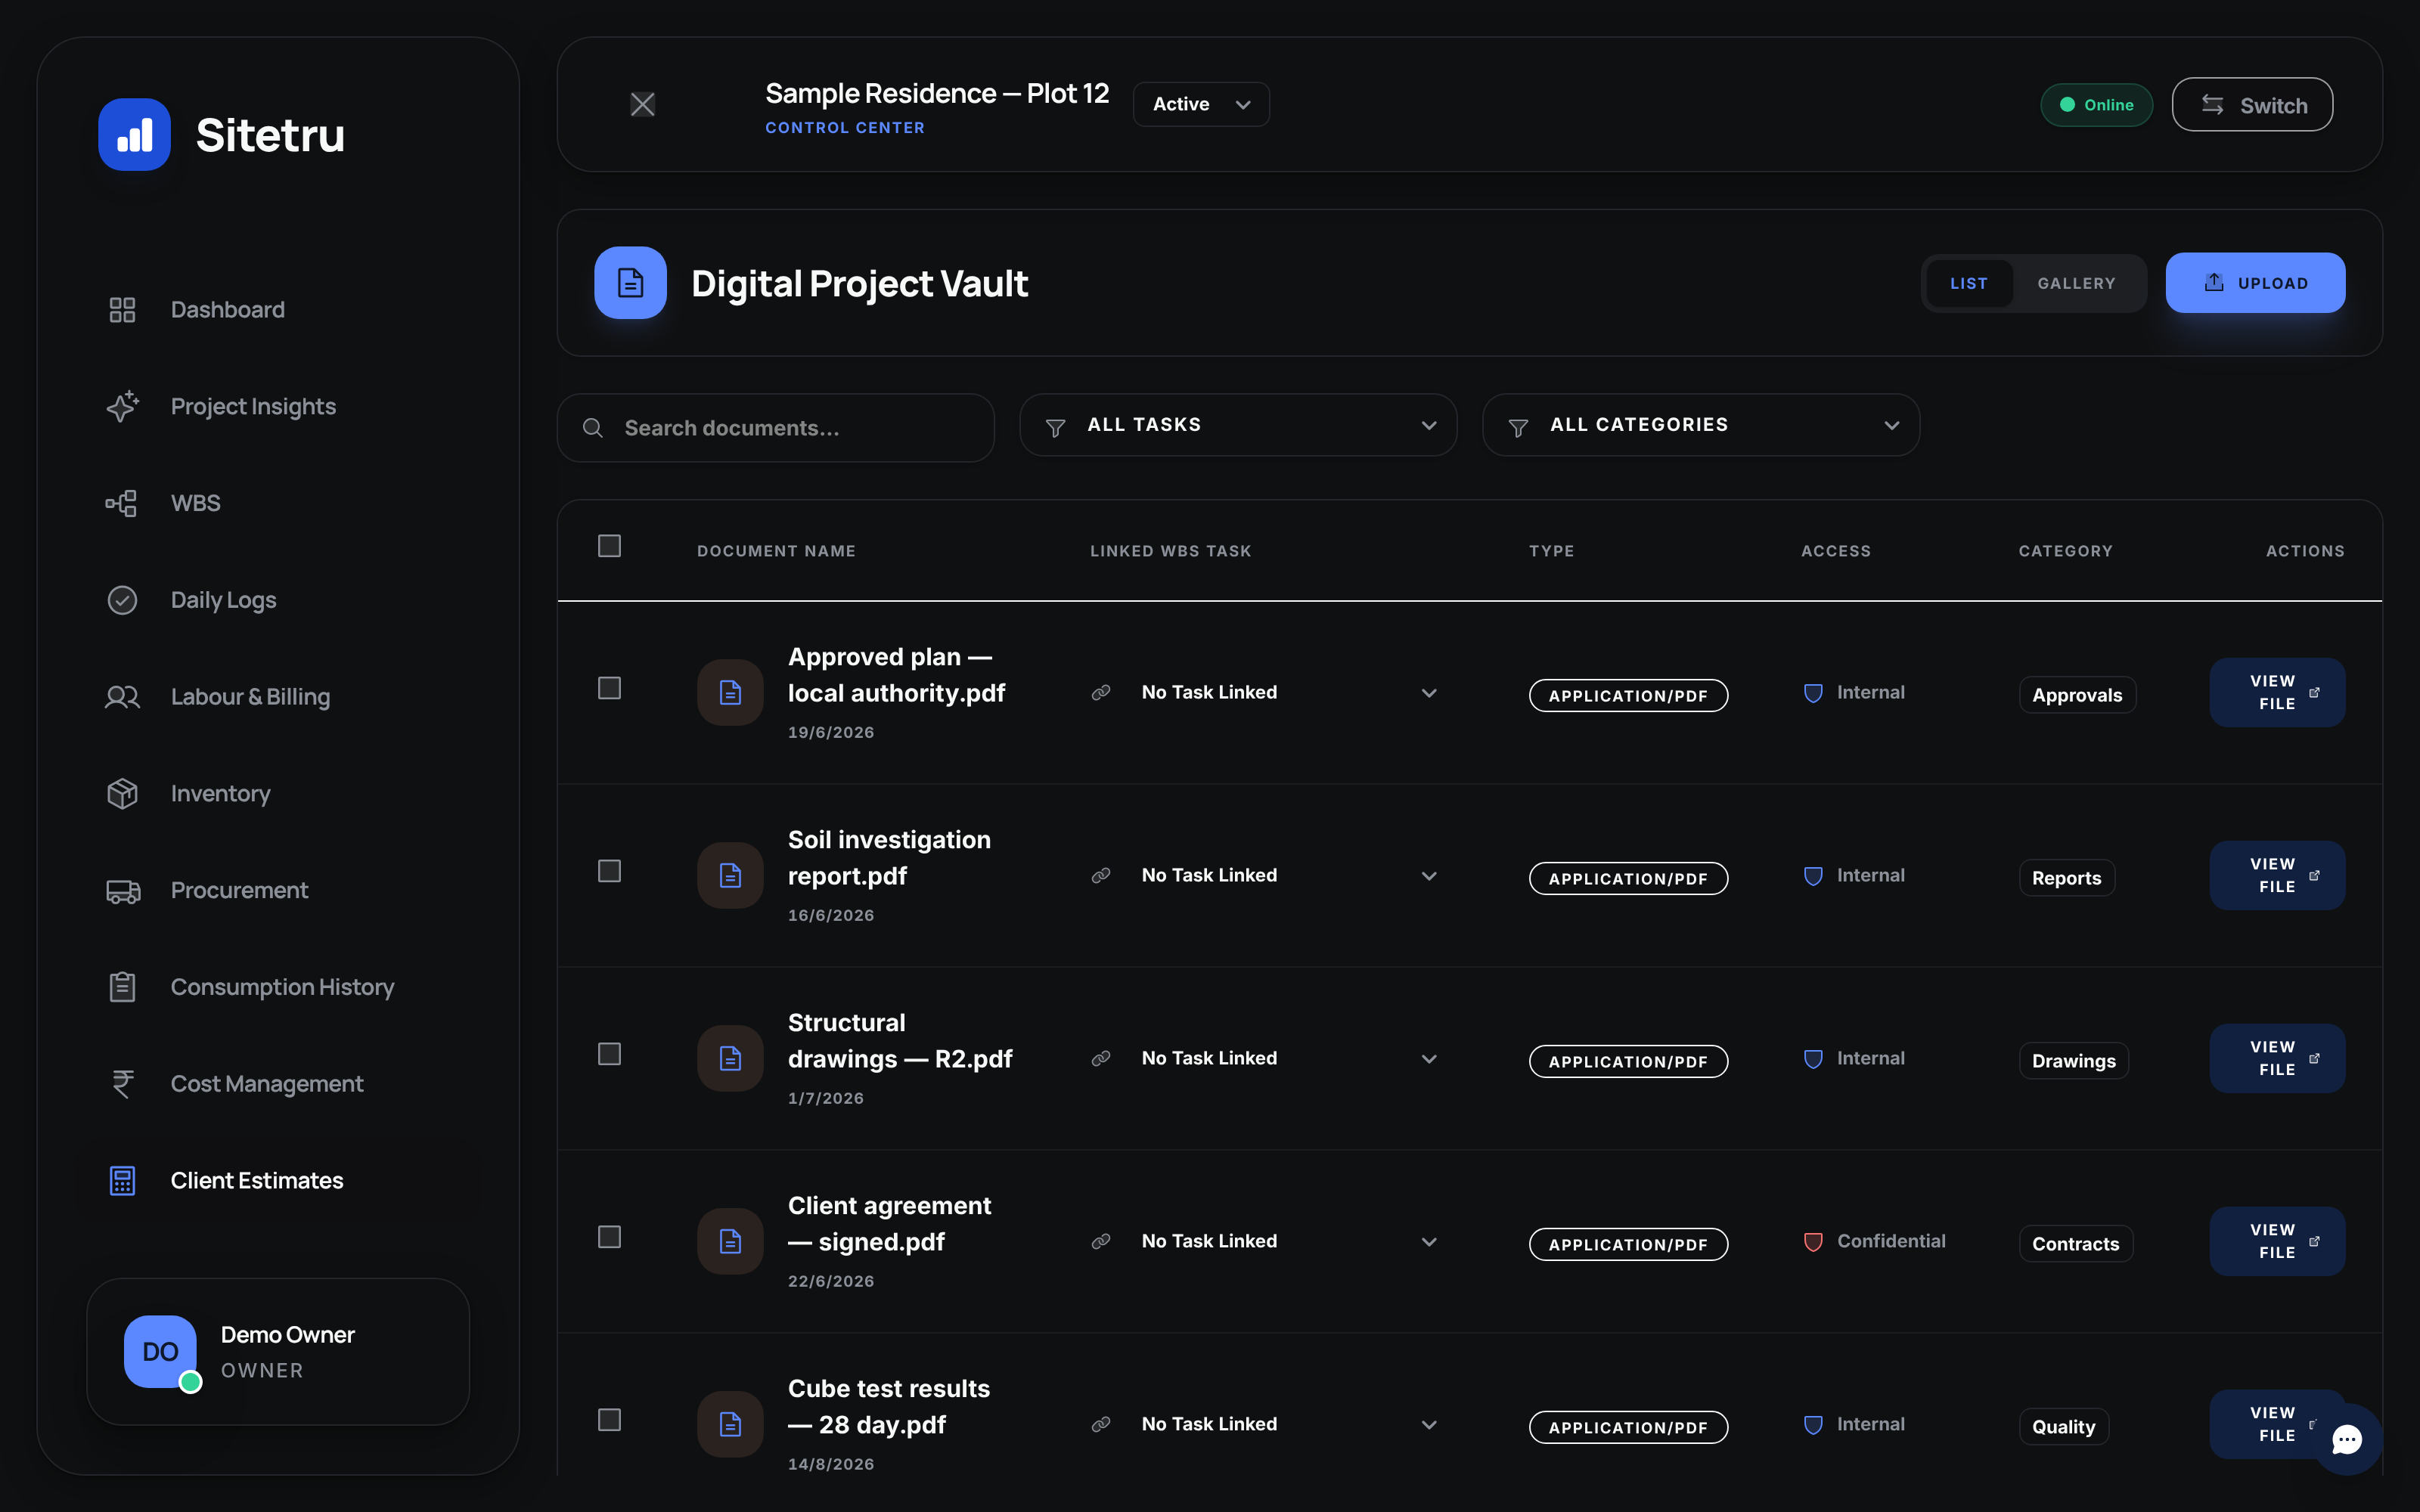 Sitetru
Dashboard
Project Insights
WBS
Daily Logs
Labour & Billing
Inventory
Procurement
Consumption History
Cost Management
Client Estimates
DO
Demo Owner
OWNER
Sample Residence — Plot 12
CONTROL CENTER
Active
Online
Switch
Digital Project Vault
LIST
GALLERY
UPLOAD
Search documents...
ALL TASKS
ALL CATEGORIES
DOCUMENT NAME
LINKED WBS TASK
TYPE
ACCESS
CATEGORY
ACTIONS
Approved plan —
local authority.pdf
19/6/2026
No Task Linked
APPLICATION/PDF
Internal
Approvals
VIEW
FILE
Soil investigation
report.pdf
16/6/2026
No Task Linked
APPLICATION/PDF
Internal
Reports
VIEW
FILE
Structural
drawings — R2.pdf
1/7/2026
No Task Linked
APPLICATION/PDF
Internal
Drawings
VIEW
FILE
Client agreement
— signed.pdf
22/6/2026
No Task Linked
APPLICATION/PDF
Confidential
Contracts
VIEW
FILE
Cube test results
— 28 day.pdf
14/8/2026
No Task Linked
APPLICATION/PDF
Internal
Quality
VIEW
FILE